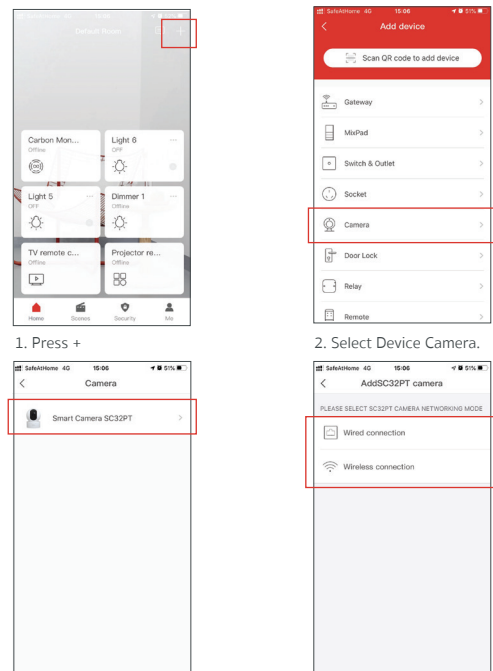 15:06
51%
Default Room
+
Carbon Mon...
Offline
Light 6
...
OFF
Light 5
...
OFF
Dimmer 1
...
Offline
TV remote c...
Offline
Projector re...
Offline
Home
Scenes
Security
Me
1. Press +
SafeAtHome 4G 15:06 51%
Add device
Scan QR code to add device
Gateway
MixPad
Switch & Outlet
Socket
Camera
Door Lock
Relay
Remote
2. Select Device Camera.
SafeAtHome 4G 15:06 51%
Camera
Smart Camera SC32PT
SafeAtHome 4G 15:06 51%
AddSC32PT camera
PLEASE SELECT SC32PT CAMERA NETWORKING MODE
Wired connection
Wireless connection